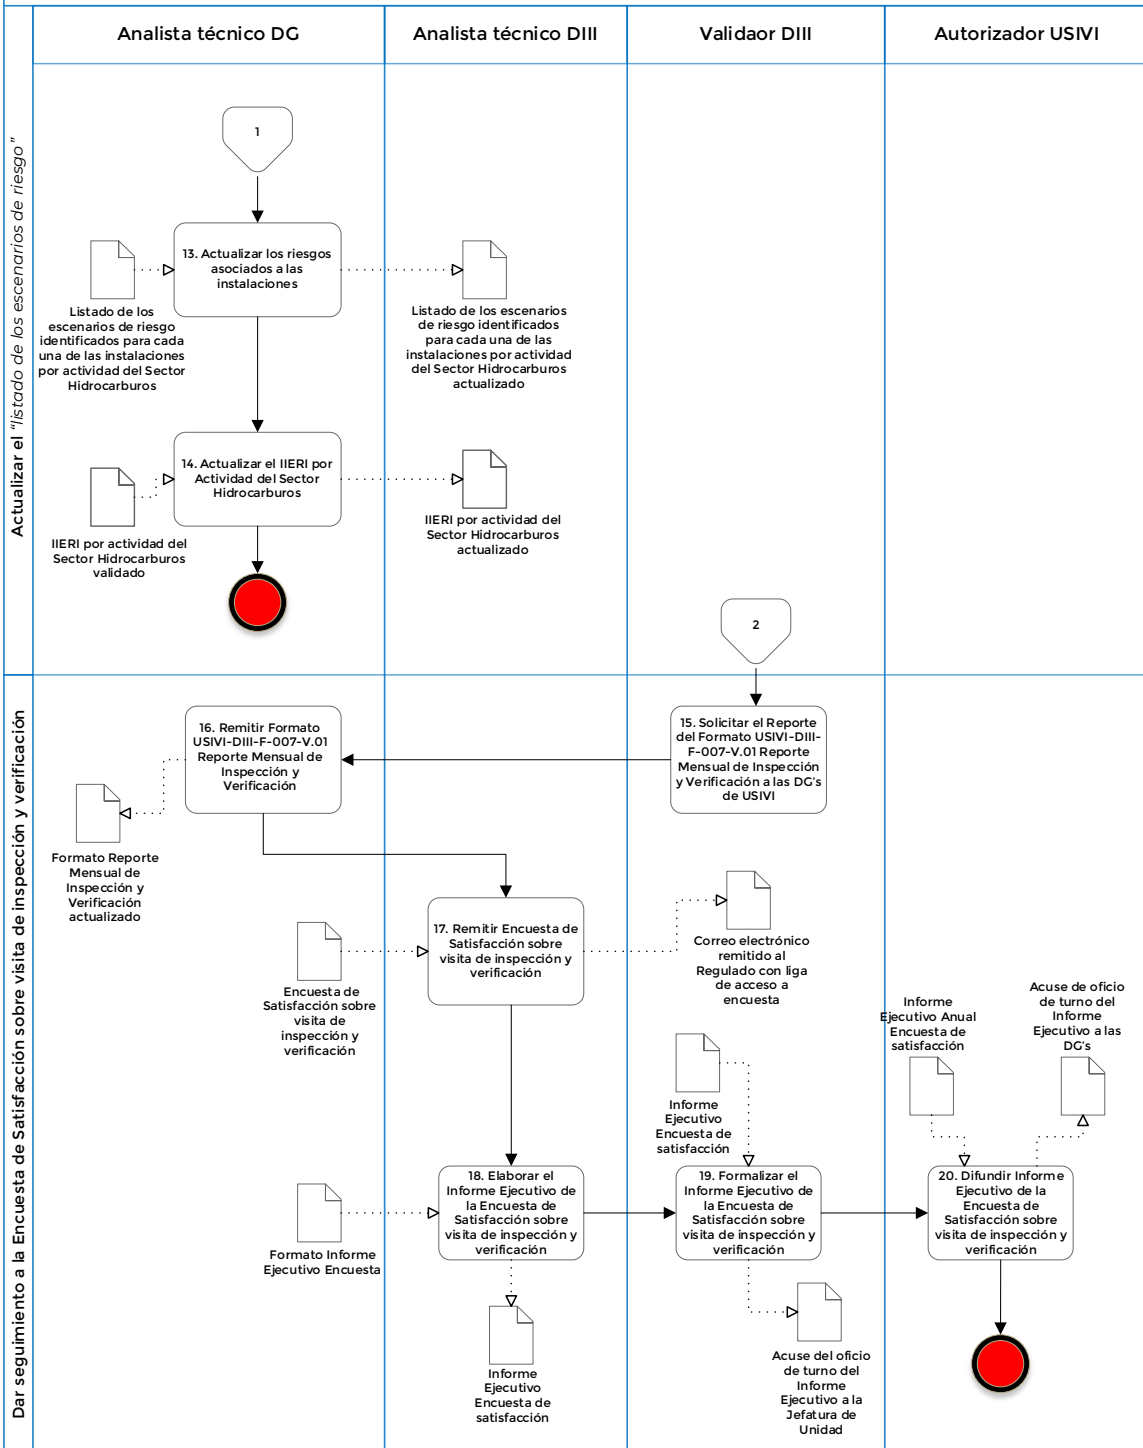 Analista técnico DG
Analista técnico DIII
Validaor DIII
Autorizador USIVI
Actualizar el "listado de los escenarios de riesgo"
1
13. Actualizar los riesgos
asociados a las
instalaciones
Listado de los
escenarios de riesgo
identificados para cada
una de las instalaciones
por actividad del Sector
Hidrocarburos
Listado de los escenarios
de riesgo identificados
para cada una de las
instalaciones por actividad
del Sector Hidrocarburos
actualizado
14. Actualizar el IIERI por
Actividad del Sector
Hidrocarburos
IIERI por actividad del
Sector Hidrocarburos
validado
IIERI por actividad del
Sector Hidrocarburos
actualizado
2
Dar seguimiento a la Encuesta de Satisfacción sobre visita de inspección y verificación
15. Solicitar el Reporte
del Formato USIVI-DIII-
F-007-V.01 Reporte
Mensual de Inspección
y Verificación a las DG's
de USIVI
16. Remitir Formato
USIVI-DIII-F-007-V.01
Reporte Mensual de
Inspección y
Verificación
Formato Reporte
Mensual de
Inspección y
Verificación
actualizado
17. Remitir Encuesta de
Satisfacción sobre
visita de inspección y
verificación
Encuesta de
Satisfacción sobre
visita de
inspección y
verificación
Correo electrónico
remitido al
Regulado con liga
de acceso a
encuesta
Informe
Ejecutivo
Encuesta de
satisfacción
Informe
Ejecutivo Anual
Encuesta de
satisfacción
Acuse de oficio
de turno del
Informe
Ejecutivo a las
DG's
18. Elaborar el
Informe Ejecutivo de
la Encuesta de
Satisfacción sobre
visita de inspección y
verificación
Formato Informe
Ejecutivo Encuesta
Informe
Ejecutivo
Encuesta de
satisfacción
19. Formalizar el
Informe Ejecutivo de
la Encuesta de
Satisfacción sobre
visita de inspección y
verificación
Acuse del oficio
de turno del
Informe
Ejecutivo a la
Jefatura de
Unidad
20. Difundir Informe
Ejecutivo de la
Encuesta de
Satisfacción sobre
visita de inspección y
verificación